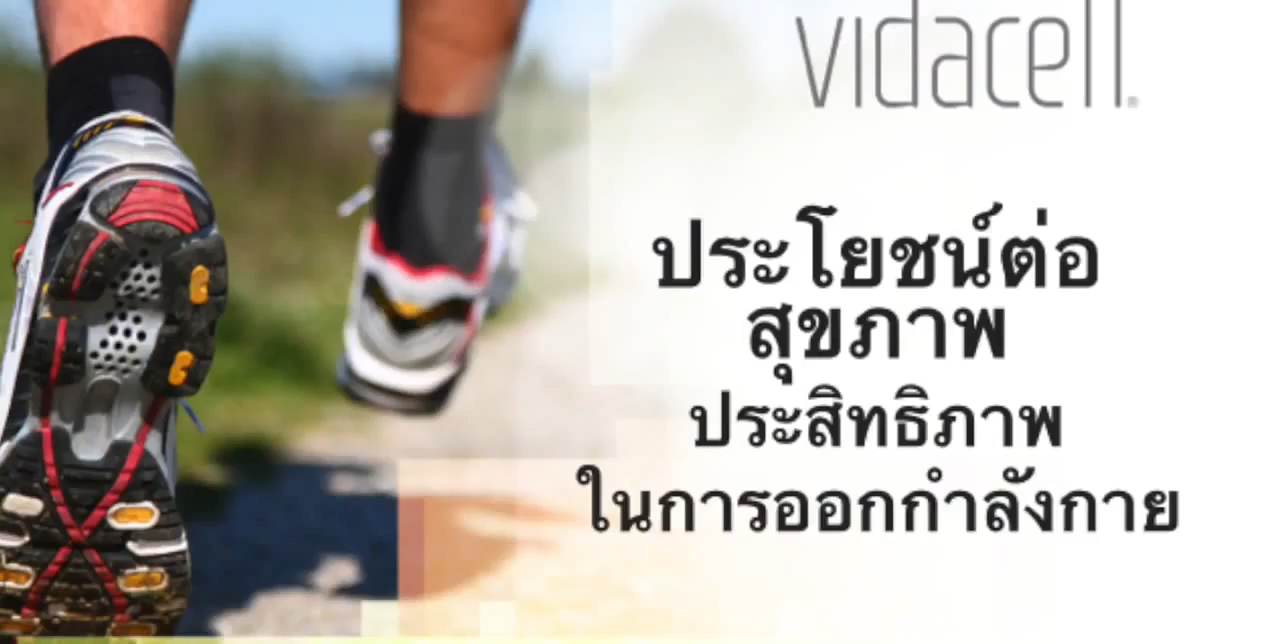 vidacell®
ประโยชน์ต่อ
สุขภาพ
ประสิทธิภาพ
ในการออกกำลังกาย